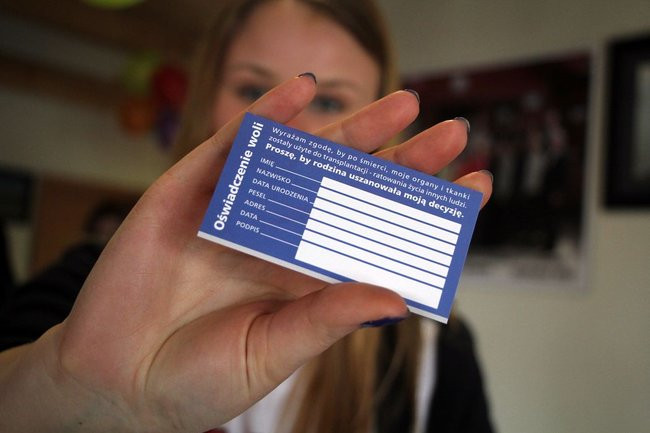 Oświadczenie woli
Wyrażam zgodę, by po śmierci, moje organy i tkanki
zostały użyte do transplantacji - ratowania życia innych ludzi.
Proszę, by rodzina uszanowała moją decyzję.
IMIĘ
NAZWISKO
DATA URODZENIA
PESEL
ADRES
DATA
PODPIS